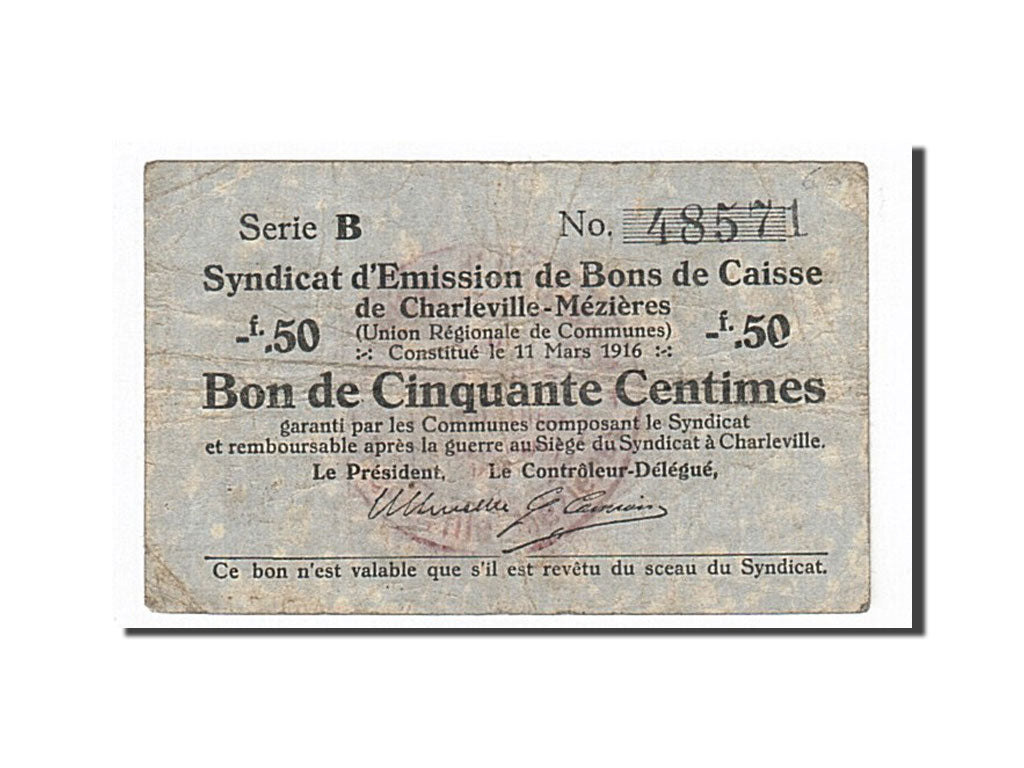 Serie B No. 48571
Syndicat d'Emission de Bons de Caisse
de Charleville-Mézières
-f..50 (Union Régionale de Communes) -f..50
:-: Constitué le 11 Mars 1916 :-:
Bon de Cinquante Centimes
garanti par les Communes composant le Syndicat
et remboursable après la guerre au Siège du Syndicat à Charleville.
Le Président, Le Contrôleur-Délégué,
Ce bon n'est valable que s'il est revêtu du sceau du Syndicat.